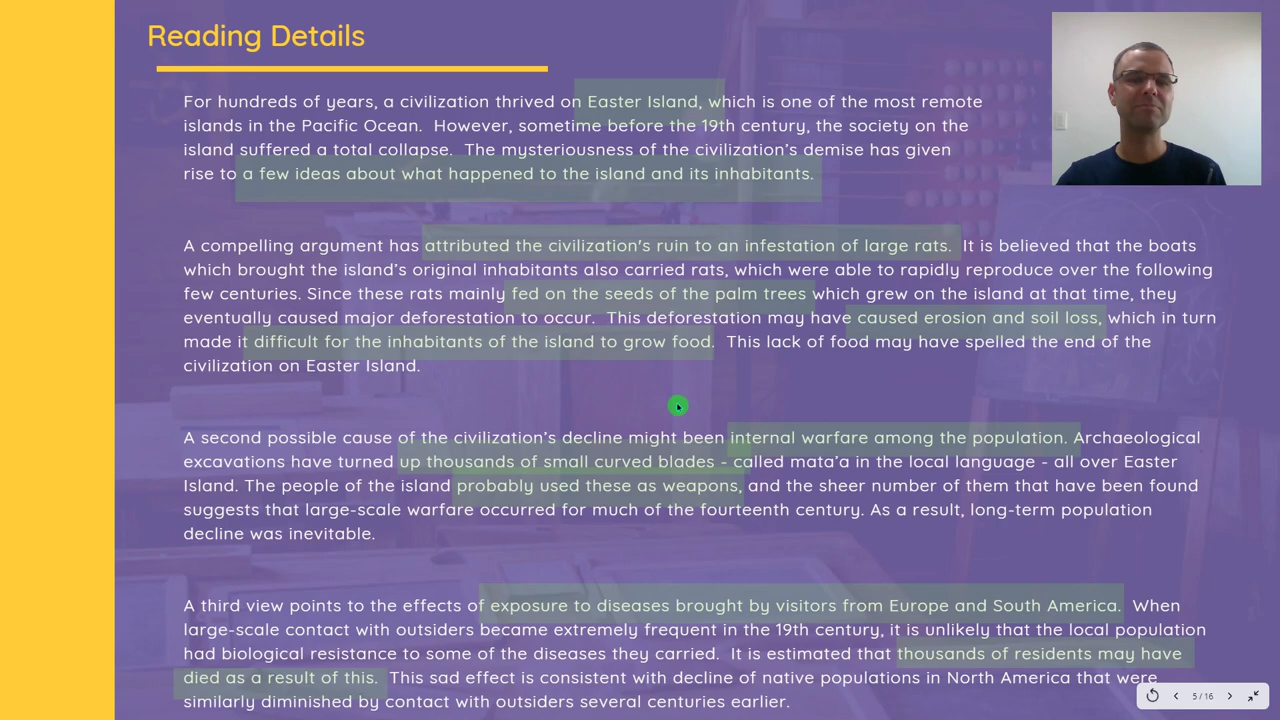 Reading Details
For hundreds of years, a civilization thrived on Easter Island, which is one of the most remote
islands in the Pacific Ocean.  However, sometime before the 19th century, the society on the
island suffered a total collapse.  The mysteriousness of the civilization's demise has given
rise to a few ideas about what happened to the island and its inhabitants.
A compelling argument has attributed the civilization's ruin to an infestation of large rats.  It is believed that the boats
which brought the island's original inhabitants also carried rats, which were able to rapidly reproduce over the following
few centuries. Since these rats mainly fed on the seeds of the palm trees which grew on the island at that time, they
eventually caused major deforestation to occur.  This deforestation may have caused erosion and soil loss, which in turn
made it difficult for the inhabitants of the island to grow food.  This lack of food may have spelled the end of the
civilization on Easter Island.
A second possible cause of the civilization's decline might been internal warfare among the population. Archaeological
excavations have turned up thousands of small curved blades - called mata'a in the local language - all over Easter
Island. The people of the island probably used these as weapons, and the sheer number of them that have been found
suggests that large-scale warfare occurred for much of the fourteenth century. As a result, long-term population
decline was inevitable.
A third view points to the effects of exposure to diseases brought by visitors from Europe and South America.  When
large-scale contact with outsiders became extremely frequent in the 19th century, it is unlikely that the local population
had biological resistance to some of the diseases they carried.  It is estimated that thousands of residents may have
died as a result of this.  This sad effect is consistent with decline of native populations in North America that were
similarly diminished by contact with outsiders several centuries earlier.
5 / 16